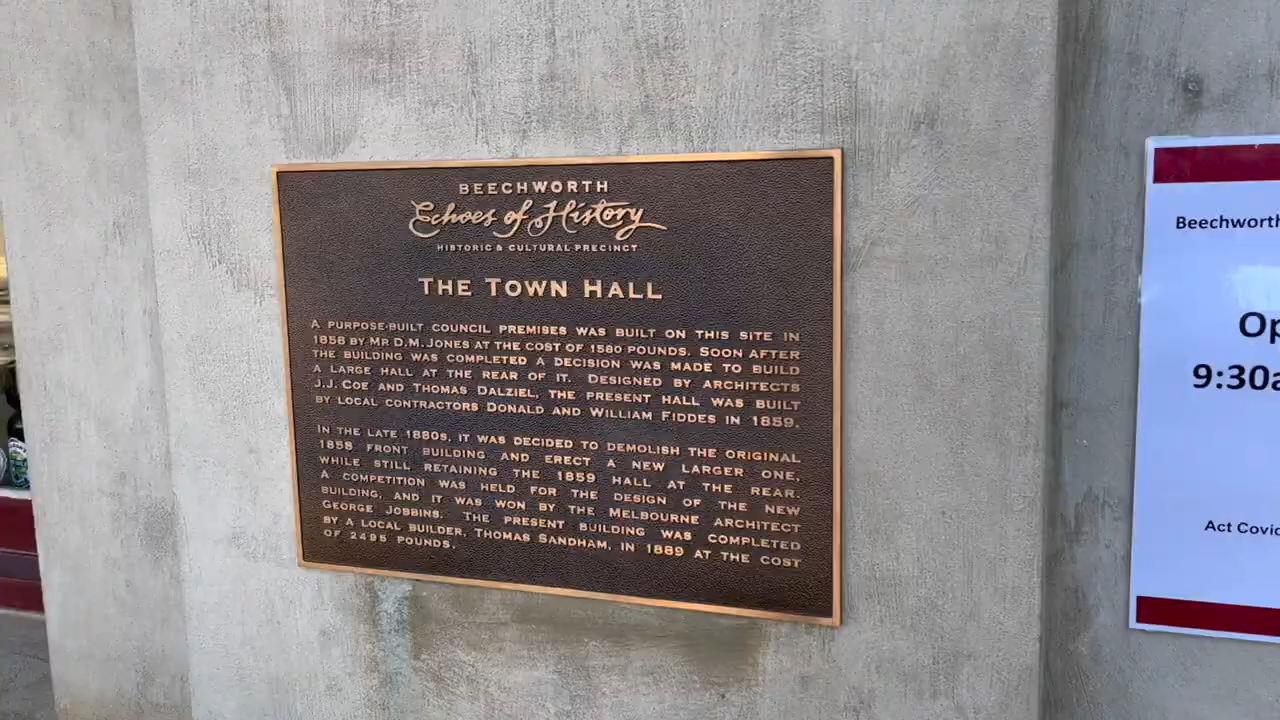 BEECHWORTH
Echoes of History
HISTORIC & CULTURAL PRECINCT
THE TOWN HALL
A PURPOSE-BUILT COUNCIL PREMISES WAS BUILT ON THIS SITE IN
1858 BY MR D.M. JONES AT THE COST OF 1580 POUNDS. SOON AFTER
THE BUILDING WAS COMPLETED A DECISION WAS MADE TO BUILD
A LARGE HALL AT THE REAR OF IT. DESIGNED BY ARCHITECTS
J.J. COE AND THOMAS DALZIEL, THE PRESENT HALL WAS BUILT
BY LOCAL CONTRACTORS DONALD AND WILLIAM FIDDES IN 1859.
IN THE LATE 1880S, IT WAS DECIDED TO DEMOLISH THE ORIGINAL
1858 FRONT BUILDING AND ERECT A NEW LARGER ONE,
WHILE STILL RETAINING THE 1859 HALL AT THE REAR.
A COMPETITION WAS HELD FOR THE DESIGN OF THE NEW
BUILDING, AND IT WAS WON BY THE MELBOURNE ARCHITECT
GEORGE JOBBINS. THE PRESENT BUILDING WAS COMPLETED
BY A LOCAL BUILDER, THOMAS SANDHAM, IN 1889 AT THE COST
OF 2495 POUNDS.
Beechworth
Op
9:30a
Act Covid